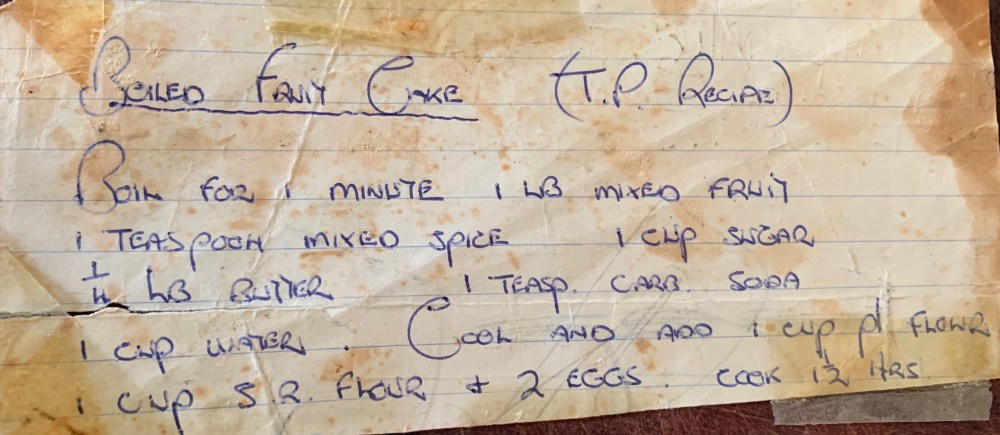 BOILED FRUIT CAKE (T.P. RECIPE)
BOIL FOR 1 MINUTE 1 LB MIXED FRUIT
1 TEASPOON MIXED SPICE 1 CUP SUGAR
1/4 LB BUTTER 1 TEASP. CARB. SODA
1 CUP WATER. COOL AND ADD 1 CUP pl FLOUR
1 CUP S.R. FLOUR + 2 EGGS. COOK 1½ HRS.